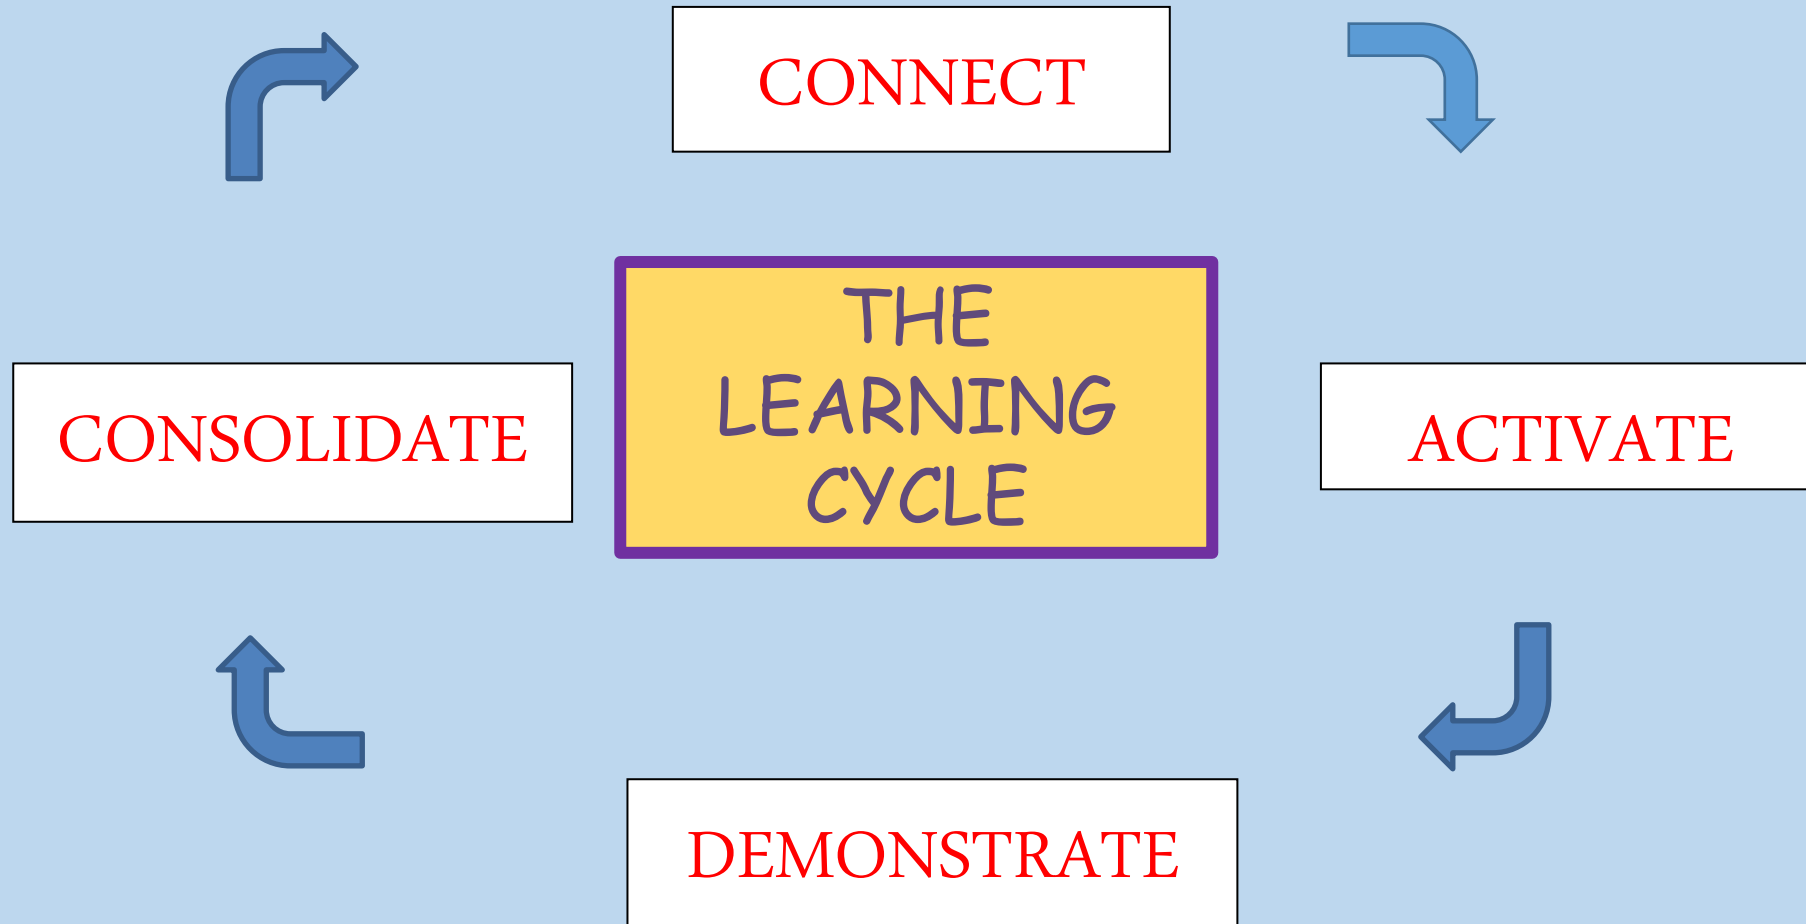 CONNECT
THE
LEARNING
CYCLE
CONSOLIDATE
ACTIVATE
DEMONSTRATE